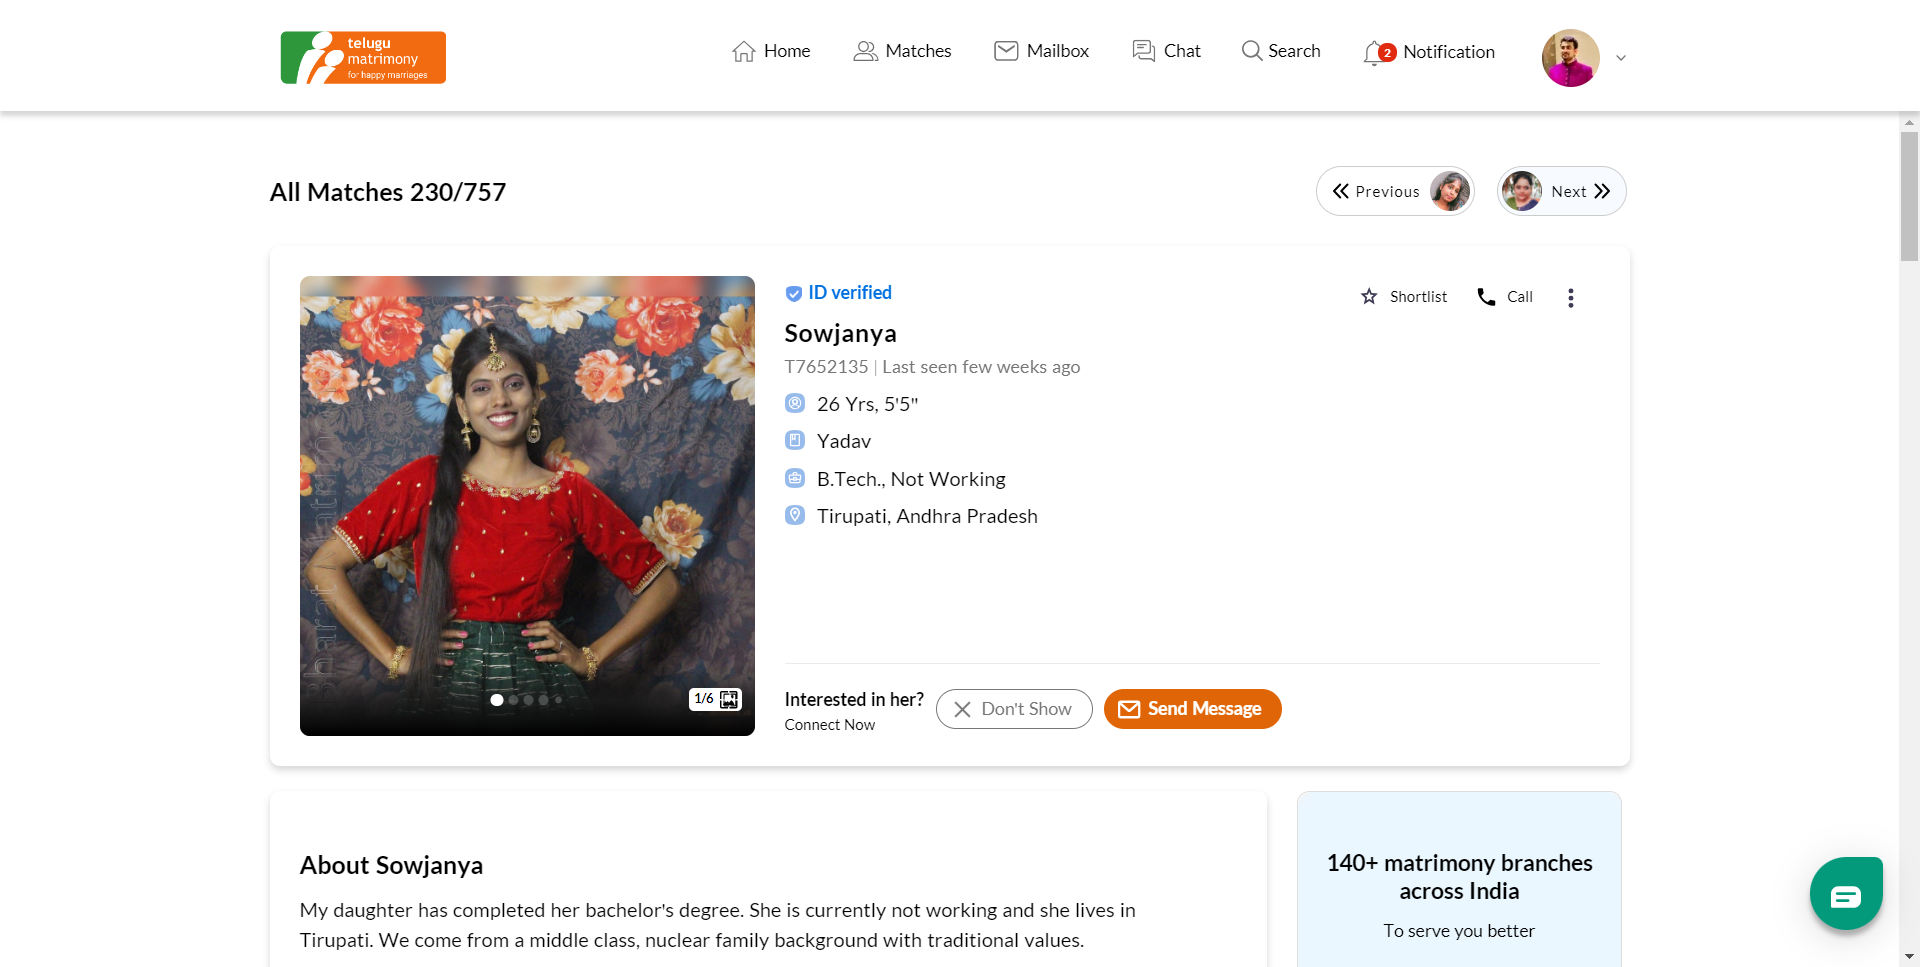 telugu
matrimony
for happy marriages
Home
Matches
Mailbox
Chat
Search
2
Notification
All Matches 230/757
Previous
Next
ID verified
Shortlist
Call
Sowjanya
T7652135 | Last seen few weeks ago
26 Yrs, 5'5"
Yadav
B.Tech., Not Working
Tirupati, Andhra Pradesh
BharatMatrimony
1/6
Interested in her?
Connect Now
Don't Show
Send Message
About Sowjanya
My daughter has completed her bachelor's degree. She is currently not working and she lives in
Tirupati. We come from a middle class, nuclear family background with traditional values.
140+ matrimony branches
across India
To serve you better